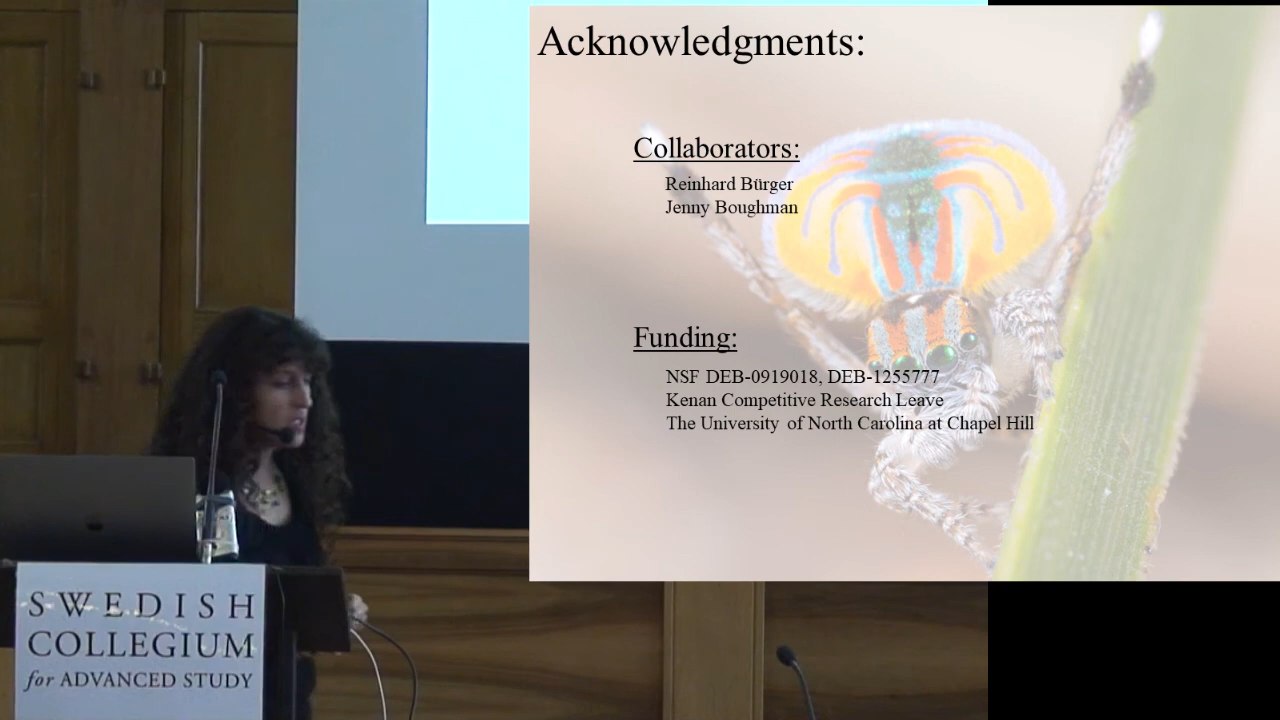 Acknowledgments:
Collaborators:
Reinhard Bürger
Jenny Boughman
Funding:
NSF DEB-0919018, DEB-1255777
Kenan Competitive Research Leave
The University of North Carolina at Chapel Hill
SWEDISH
COLLEGIUM
for ADVANCED STUDY